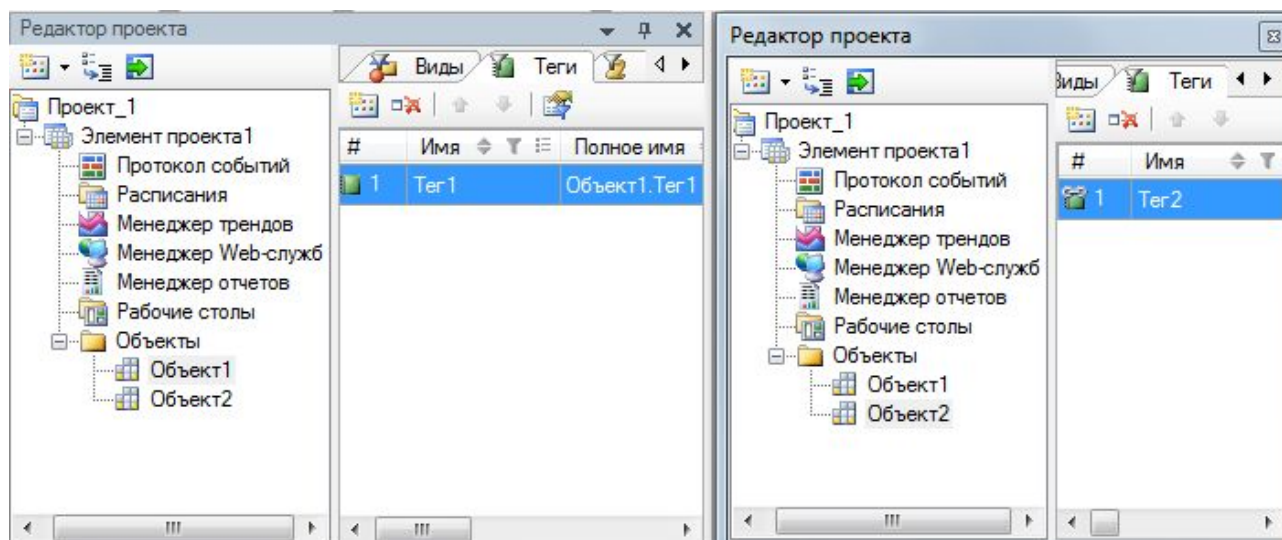 Редактор проекта
Виды Теги
Проект_1
Элемент проекта1
Протокол событий
Расписания
Менеджер трендов
Менеджер Web-служб
Менеджер отчетов
Рабочие столы
Объекты
Объект1
Объект2
# Имя Полное имя
1 Тег1 Объект1.Тег1
Редактор проекта
Виды Теги
Проект_1
Элемент проекта1
Протокол событий
Расписания
Менеджер трендов
Менеджер Web-служб
Менеджер отчетов
Рабочие столы
Объекты
Объект1
Объект2
# Имя
1 Тег2